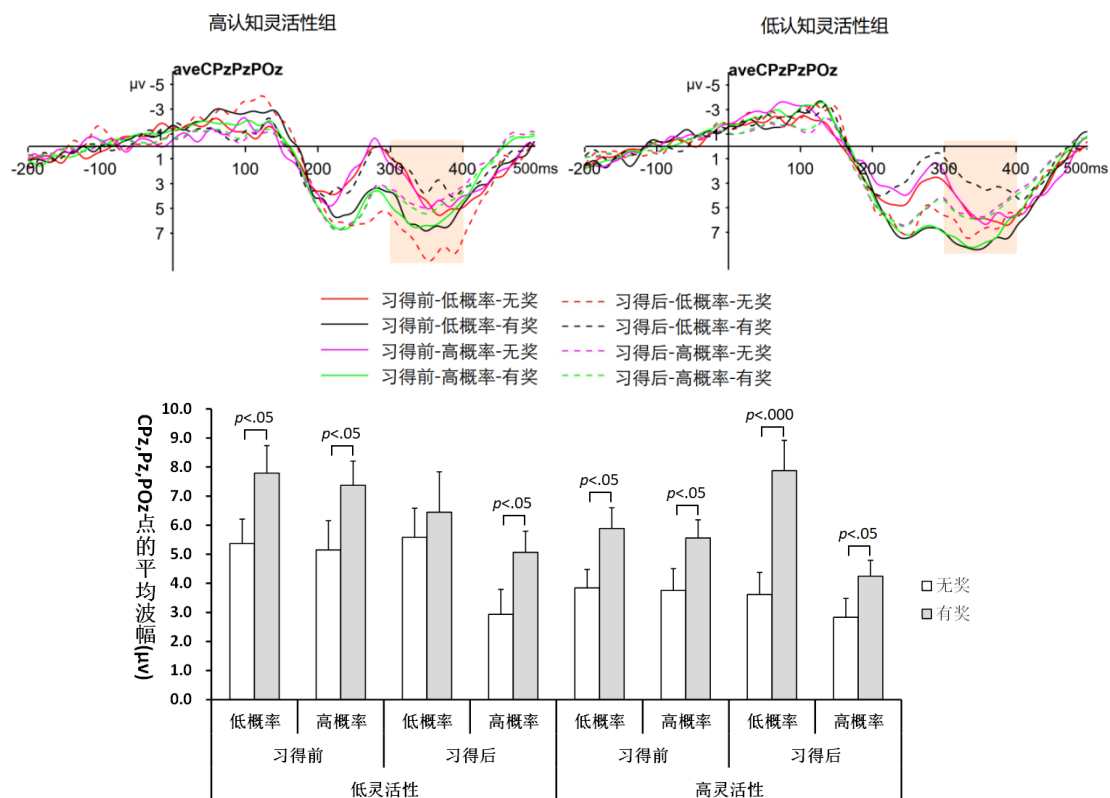 高认知灵活性组
低认知灵活性组
aveCPzPzPOz
μv -5
-3
-1
1
3
5
7
-200 -100 100 200 300 400 500ms
aveCPzPzPOz
μv -5
-3
-1
1
3
5
7
-200 -100 100 200 300 400 500ms
习得前-低概率-无奖
习得后-低概率-无奖
习得前-低概率-有奖
习得后-低概率-有奖
习得前-高概率-无奖
习得后-高概率-无奖
习得前-高概率-有奖
习得后-高概率-有奖
CPz,Pz,POz点的平均波幅(μv)
10.0
9.0
8.0
7.0
6.0
5.0
4.0
3.0
2.0
1.0
0.0
p<.05
p<.05
p<.05
p<.05
p<.05
p<.000
p<.05
无奖
有奖
低概率 高概率 低概率 高概率 低概率 高概率 低概率 高概率
习得前 习得后 习得前 习得后
低灵活性 高灵活性